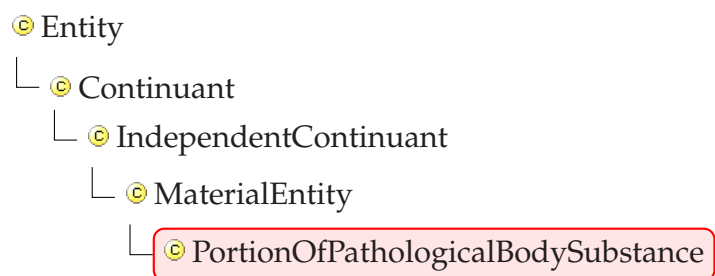 Entity
Continuant
IndependentContinuant
MaterialEntity
PortionOfPathologicalBodySubstance